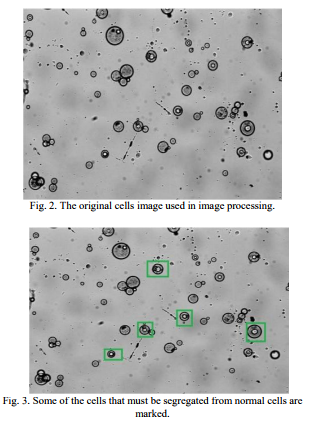 Fig. 2. The original cells image used in image processing.
Fig. 3. Some of the cells that must be segregated from normal cells are
marked.